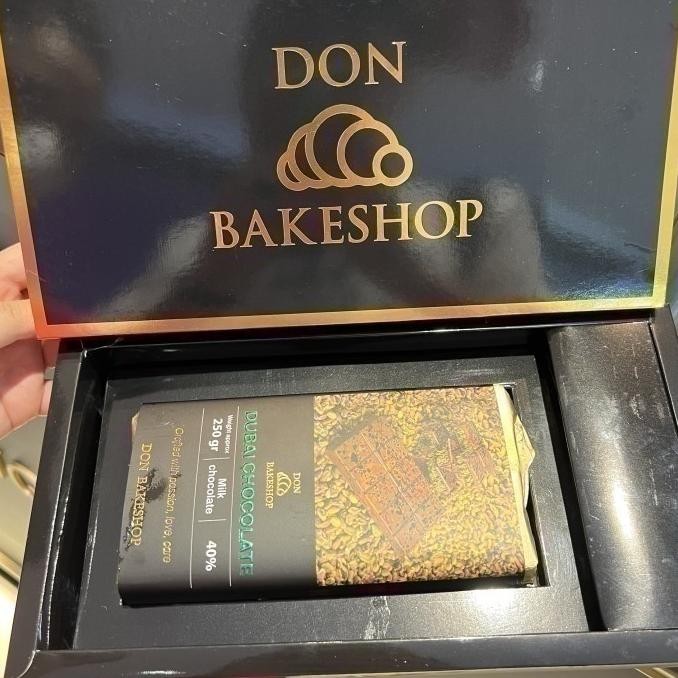 DON
BAKESHOP
DON
BAKESHOP
DUBAI CHOCOLATE
Weight approx
250 gr
Milk
chocolate
40%
Crafted with passion, love, care
DON BAKESHOP